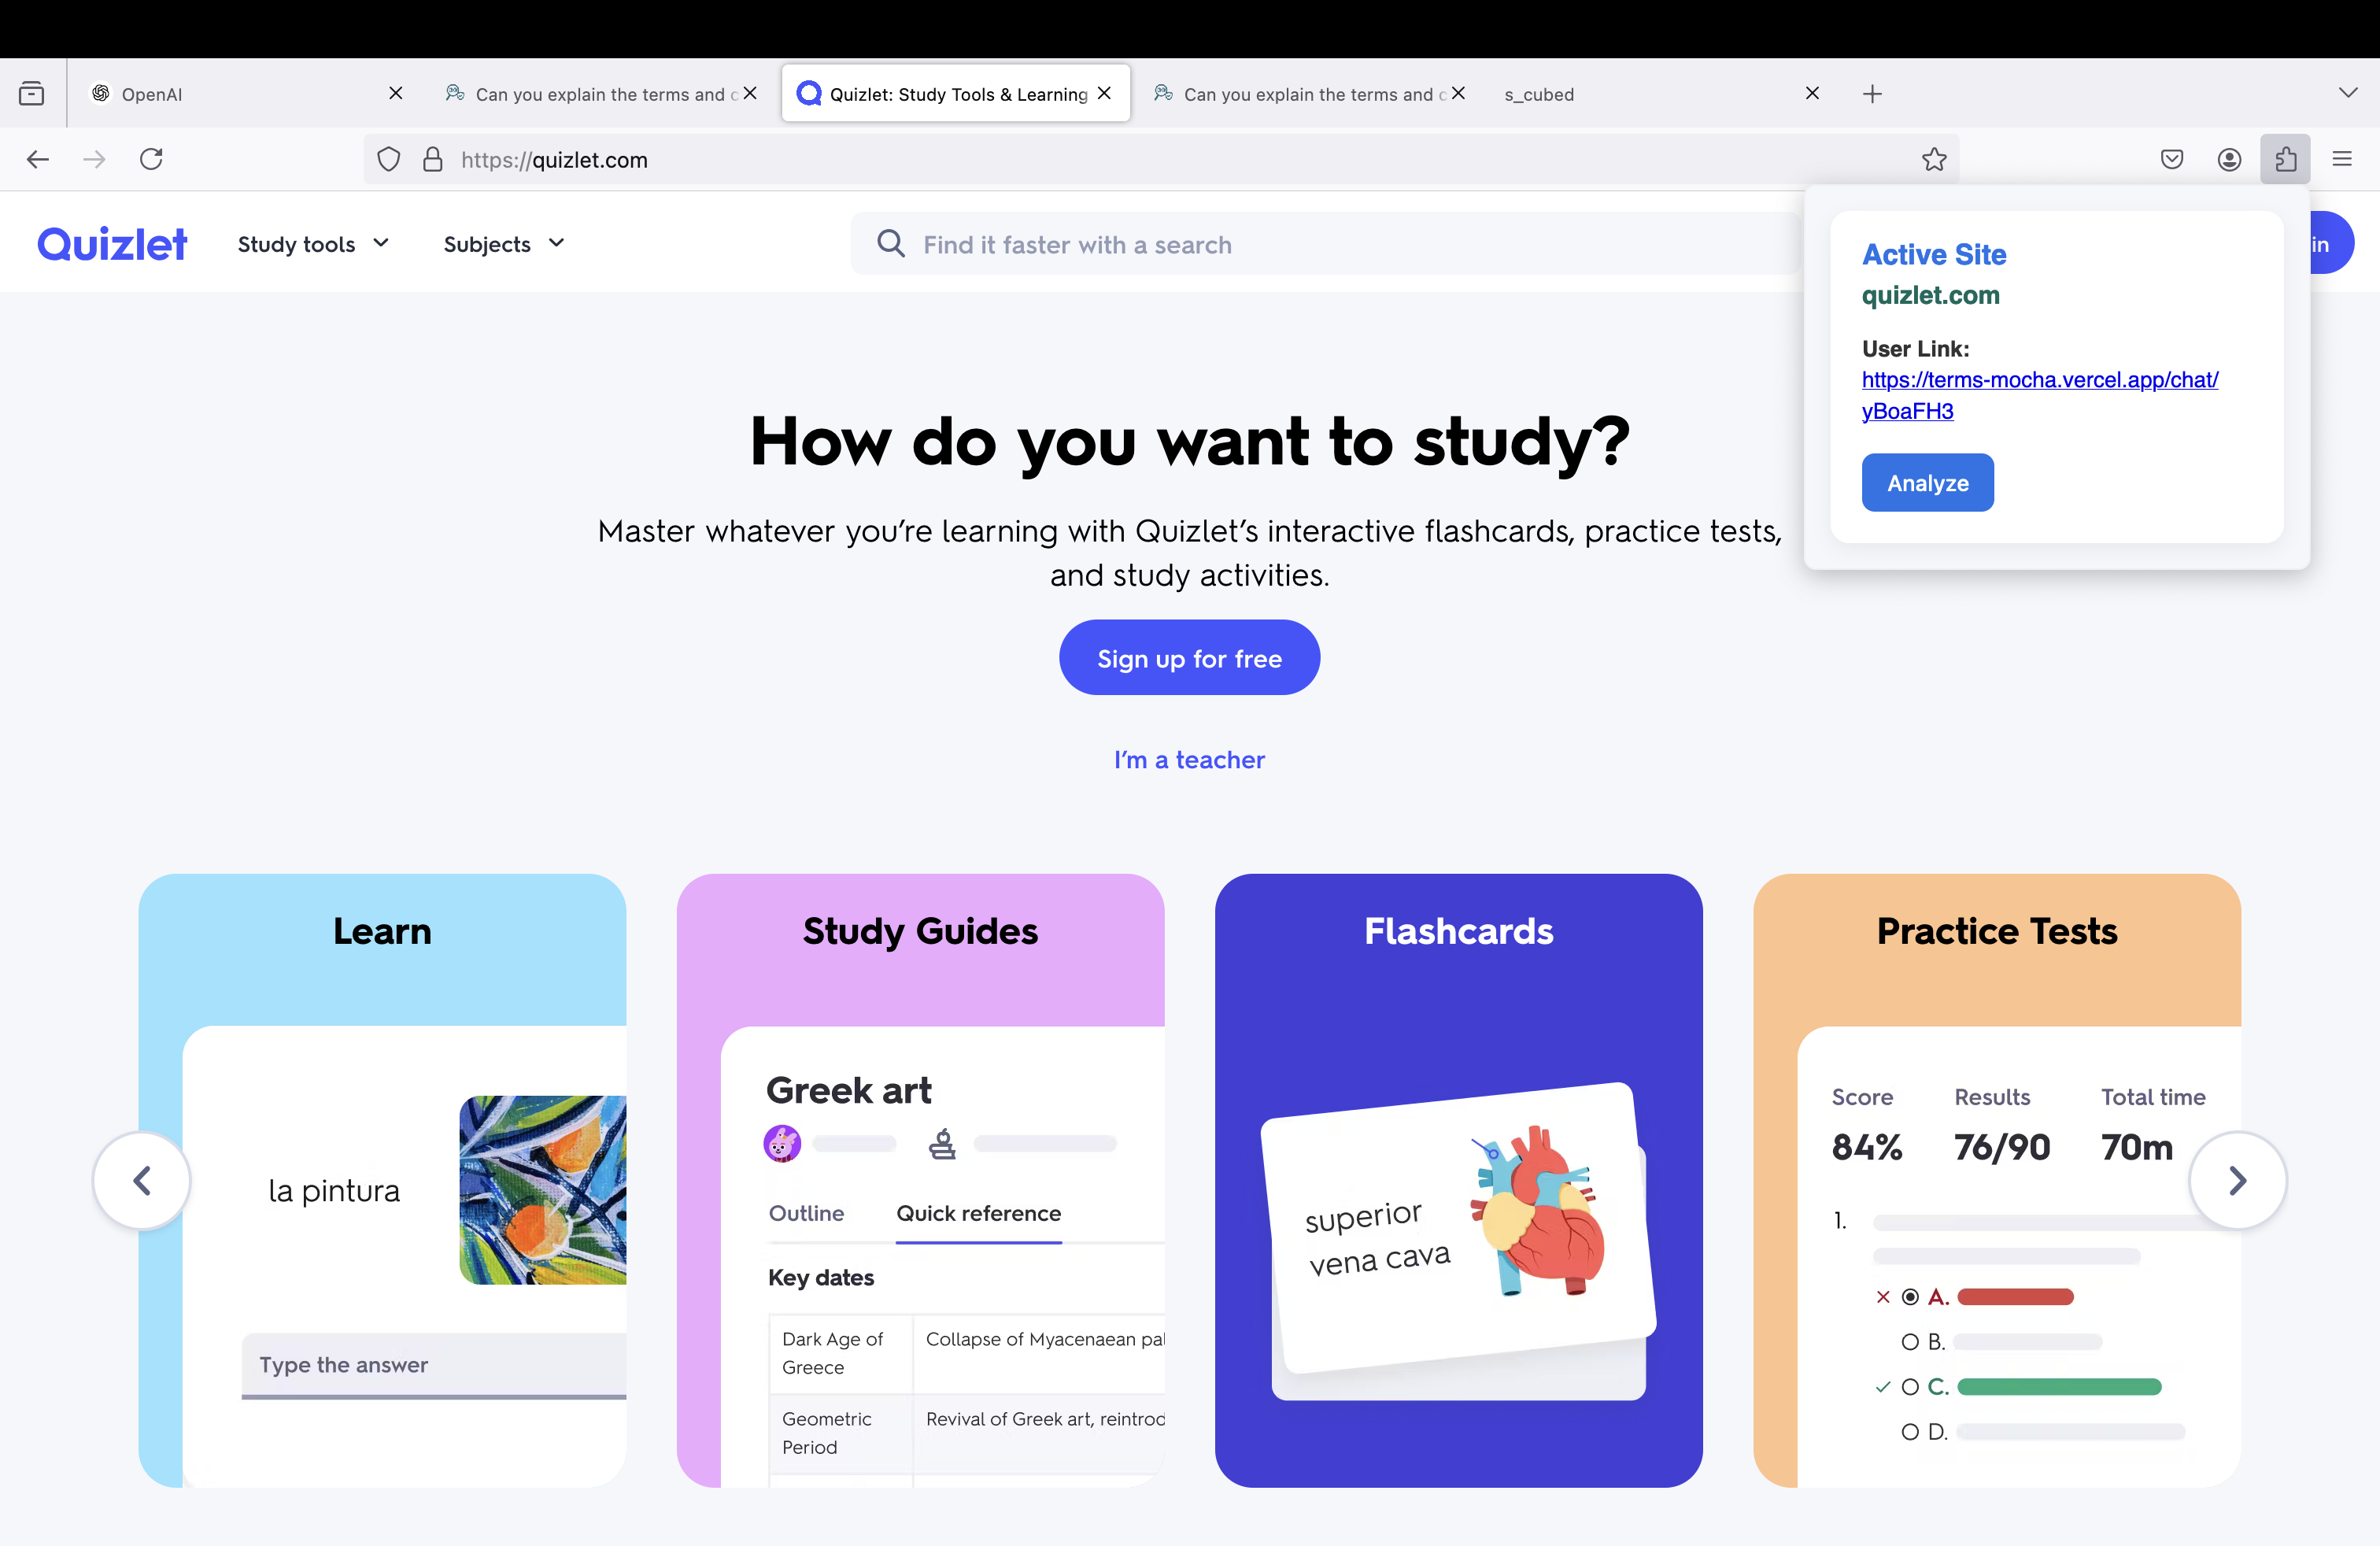 OpenAI
Can you explain the terms and c
Quizlet: Study Tools & Learning
Can you explain the terms and c
s_cubed
https://quizlet.com
Quizlet
Study tools
Subjects
Find it faster with a search
in
Active Site
quizlet.com
User Link:
https://terms-mocha.vercel.app/chat/
yBoaFH3
Analyze
How do you want to study?
Master whatever you’re learning with Quizlet’s interactive flashcards, practice tests,
and study activities.
Sign up for free
I’m a teacher
Learn
la pintura
Type the answer
Study Guides
Greek art
Outline
Quick reference
Key dates
Dark Age of
Greece
Collapse of Myacenaean pal
Geometric
Period
Revival of Greek art, reintrod
Flashcards
superior
vena cava
Practice Tests
Score
Results
Total time
84%
76/90
70m
1.
A.
B.
C.
D.